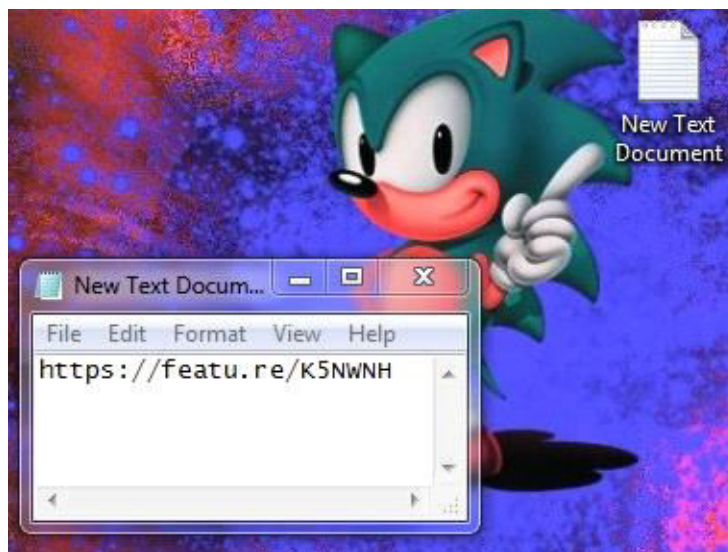 New Text
Document
New Text Docum...
File Edit Format View Help
https://featu.re/K5NWNH